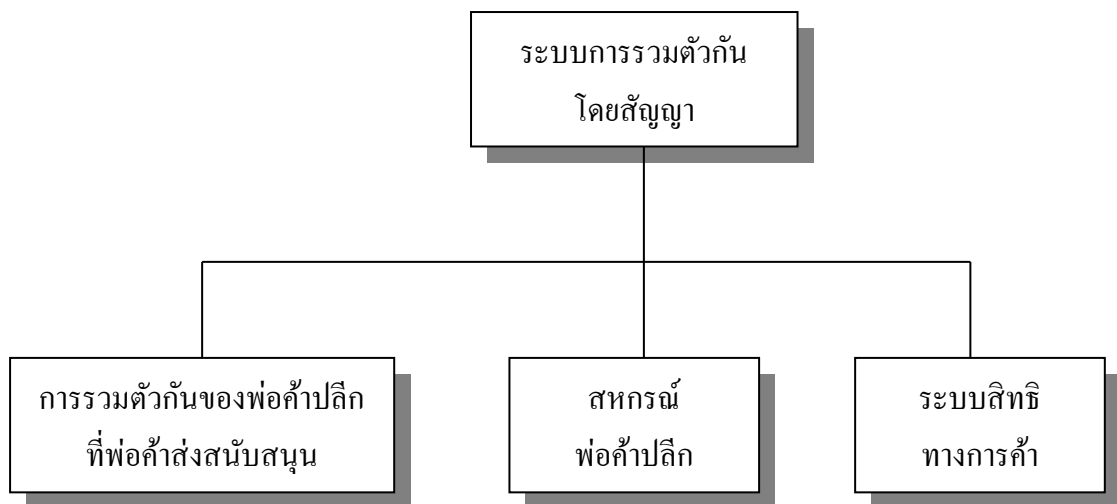 ระบบการรวมตัวกัน
โดยสัญญา
การรวมตัวกันของพ่อค้าปลีก
ที่พ่อค้าส่งสนับสนุน
สหกรณ์
พ่อค้าปลีก
ระบบสิทธิ
ทางการค้า